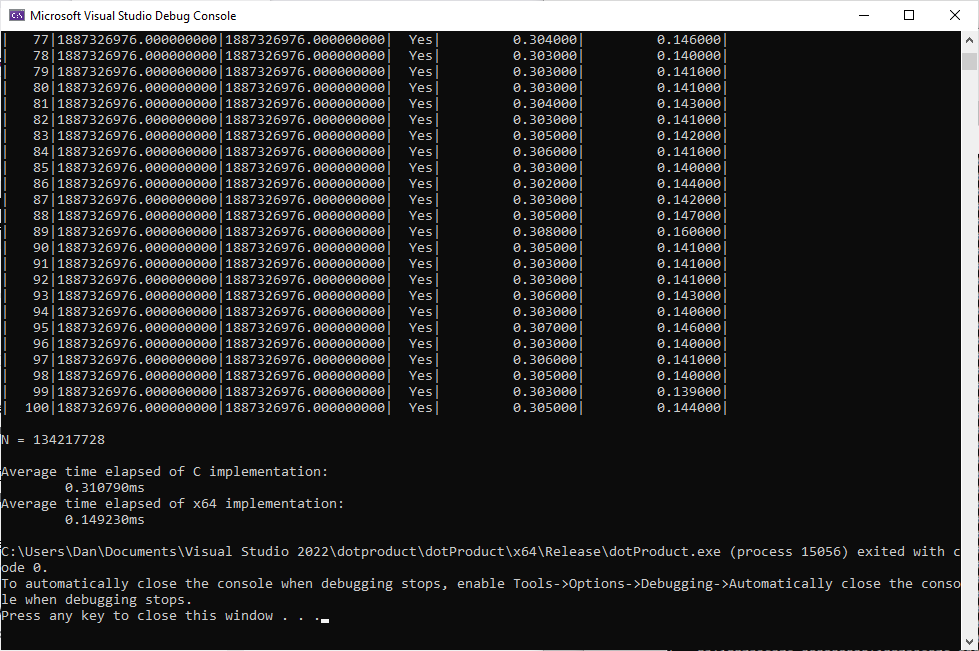 Microsoft Visual Studio Debug Console
|   77|1887326976.000000000|1887326976.000000000|  Yes|         0.304000|         0.146000|
|   78|1887326976.000000000|1887326976.000000000|  Yes|         0.303000|         0.140000|
|   79|1887326976.000000000|1887326976.000000000|  Yes|         0.303000|         0.141000|
|   80|1887326976.000000000|1887326976.000000000|  Yes|         0.303000|         0.141000|
|   81|1887326976.000000000|1887326976.000000000|  Yes|         0.304000|         0.143000|
|   82|1887326976.000000000|1887326976.000000000|  Yes|         0.303000|         0.141000|
|   83|1887326976.000000000|1887326976.000000000|  Yes|         0.305000|         0.142000|
|   84|1887326976.000000000|1887326976.000000000|  Yes|         0.306000|         0.141000|
|   85|1887326976.000000000|1887326976.000000000|  Yes|         0.303000|         0.140000|
|   86|1887326976.000000000|1887326976.000000000|  Yes|         0.302000|         0.144000|
|   87|1887326976.000000000|1887326976.000000000|  Yes|         0.303000|         0.142000|
|   88|1887326976.000000000|1887326976.000000000|  Yes|         0.305000|         0.147000|
|   89|1887326976.000000000|1887326976.000000000|  Yes|         0.308000|         0.160000|
|   90|1887326976.000000000|1887326976.000000000|  Yes|         0.305000|         0.141000|
|   91|1887326976.000000000|1887326976.000000000|  Yes|         0.303000|         0.141000|
|   92|1887326976.000000000|1887326976.000000000|  Yes|         0.303000|         0.141000|
|   93|1887326976.000000000|1887326976.000000000|  Yes|         0.306000|         0.143000|
|   94|1887326976.000000000|1887326976.000000000|  Yes|         0.303000|         0.140000|
|   95|1887326976.000000000|1887326976.000000000|  Yes|         0.307000|         0.146000|
|   96|1887326976.000000000|1887326976.000000000|  Yes|         0.303000|         0.140000|
|   97|1887326976.000000000|1887326976.000000000|  Yes|         0.306000|         0.141000|
|   98|1887326976.000000000|1887326976.000000000|  Yes|         0.305000|         0.140000|
|   99|1887326976.000000000|1887326976.000000000|  Yes|         0.303000|         0.139000|
|  100|1887326976.000000000|1887326976.000000000|  Yes|         0.305000|         0.144000|
N = 134217728
Average time elapsed of C implementation:
        0.310790ms
Average time elapsed of x64 implementation:
        0.149230ms
C:\Users\Dan\Documents\Visual Studio 2022\dotproduct\dotProduct\x64\Release\dotProduct.exe (process 15056) exited with c
ode 0.
To automatically close the console when debugging stops, enable Tools->Options->Debugging->Automatically close the conso
le when debugging stops.
Press any key to close this window . . .